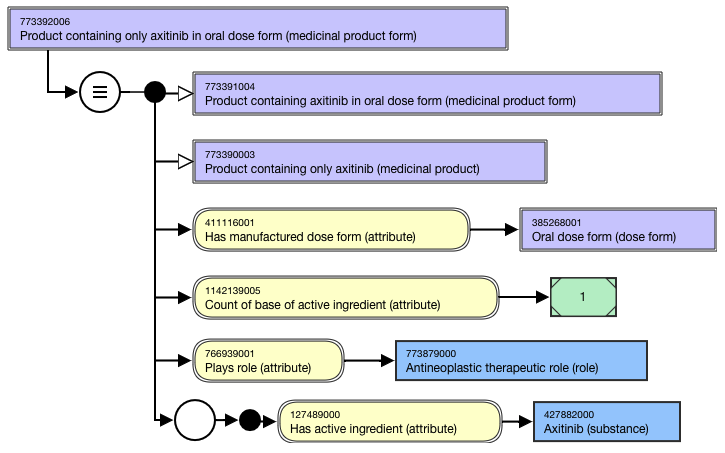 773392006
Product containing only axitinib in oral dose form (medicinal product form)
773391004
Product containing axitinib in oral dose form (medicinal product form)
773390003
Product containing only axitinib (medicinal product)
411116001
Has manufactured dose form (attribute)
385268001
Oral dose form (dose form)
1142139005
Count of base of active ingredient (attribute)
1
766939001
Plays role (attribute)
773879000
Antineoplastic therapeutic role (role)
127489000
Has active ingredient (attribute)
427882000
Axitinib (substance)